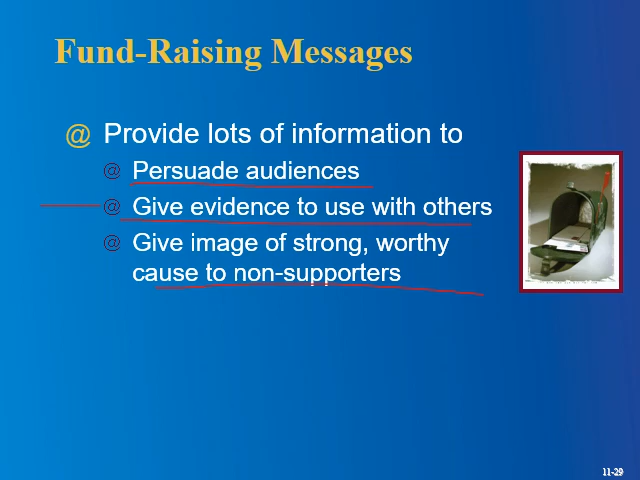 Fund-Raising Messages
@ Provide lots of information to
@ Persuade audiences
@ Give evidence to use with others
@ Give image of strong, worthy
cause to non-supporters
11-29